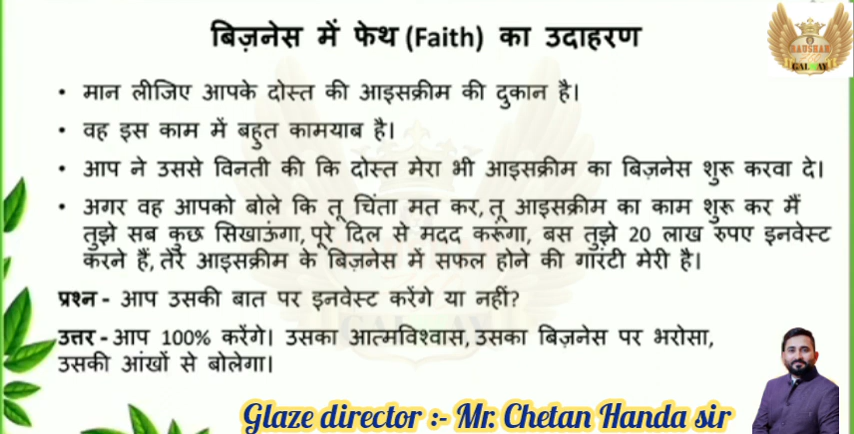 बिज़नेस में फेथ (Faith) का उदाहरण
RAUSHAN
GALWAY
• मान लीजिए आपके दोस्त की आइसक्रीम की दुकान है।
• वह इस काम में बहुत कामयाब है।
• आप ने उससे विनती की कि दोस्त मेरा भी आइसक्रीम का बिज़नेस शुरू करवा दे।
• अगर वह आपको बोले कि तू चिंता मत कर, तू आइसक्रीम का काम शुरू कर मैं
तुझे सब कुछ सिखाऊंगा, पूरे दिल से मदद करूंगा, बस तुझे 20 लाख रुपए इनवेस्ट
करने हैं, तेरे आइसक्रीम के बिज़नेस में सफल होने की गारंटी मेरी है।
प्रश्न - आप उसकी बात पर इनवेस्ट करेंगे या नहीं?
उत्तर - आप 100% करेंगे। उसका आत्मविश्वास, उसका बिज़नेस पर भरोसा,
उसकी आंखों से बोलेगा।
Glaze director :- Mr. Chetan Handa sir